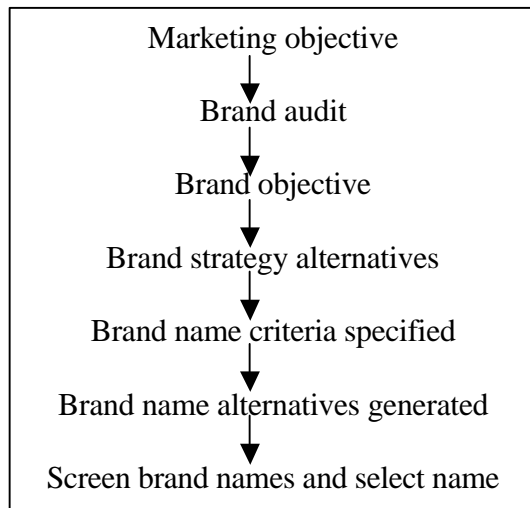 Marketing objective
Brand audit
Brand objective
Brand strategy alternatives
Brand name criteria specified
Brand name alternatives generated
Screen brand names and select name